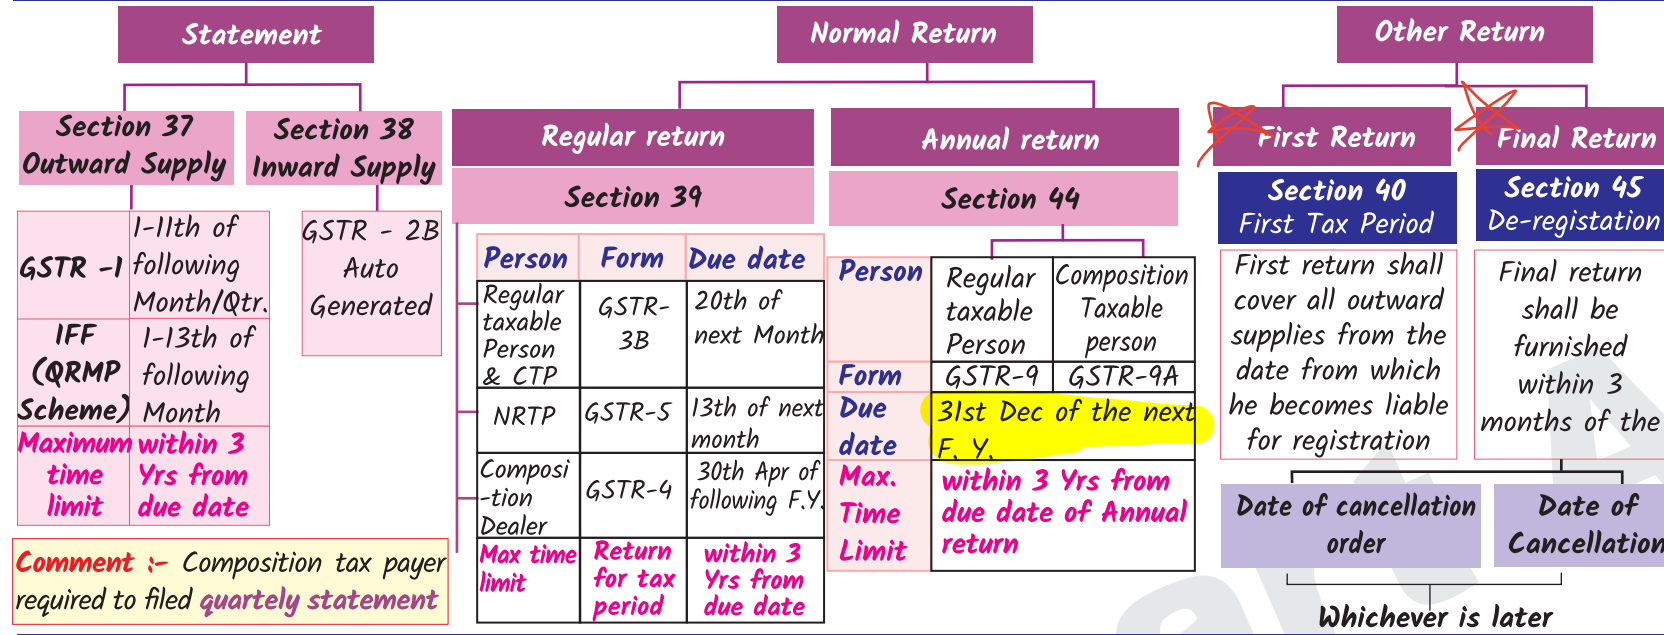 Statement
Section 37
Outward Supply
Section 38
Inward Supply
GSTR -1
1-11th of
following
Month/Qtr.
IFF
(QRMP
Scheme)
1-13th of
following
Month
Maximum
time
limit
within 3
Yrs from
due date
GSTR - 2B
Auto
Generated
Comment :- Composition tax payer
required to filed quartely statement
Normal Return
Regular return
Section 39
Person Form Due date
Regular
taxable
Person
& CTP
GSTR-
3B
20th of
next Month
NRTP
GSTR-5
13th of next
month
Composi
-tion
Dealer
GSTR-4
30th Apr of
following F.Y.
Max time
limit
Return
for tax
period
within 3
Yrs from
due date
Annual return
Section 44
Person
Regular
taxable
Person
Composition
Taxable
person
Form
GSTR-9
GSTR-9A
Due
date
31st Dec of the next
F. Y.
Max.
Time
Limit
within 3 Yrs from
due date of Annual
return
Other Return
First Return
Section 40
First Tax Period
First return shall
cover all outward
supplies from the
date from which
he becomes liable
for registration
Final Return
Section 45
De-registation
Final return
shall be
furnished
within 3
months of the
Date of cancellation
order
Date of
Cancellation
Whichever is later